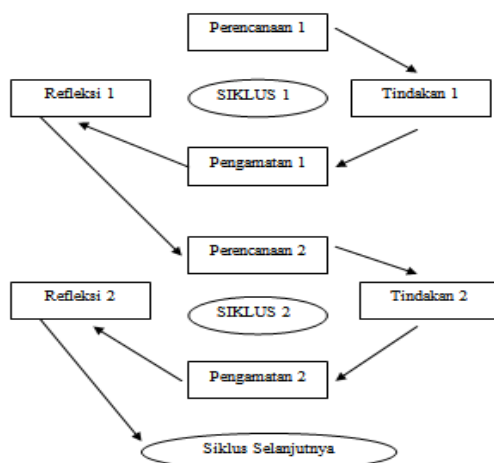 Perencanaan 1
Refleksi 1
SIKLUS 1
Tindakan 1
Pengamatan 1
Perencanaan 2
Refleksi 2
SIKLUS 2
Tindakan 2
Pengamatan 2
Siklus Selanjutnya